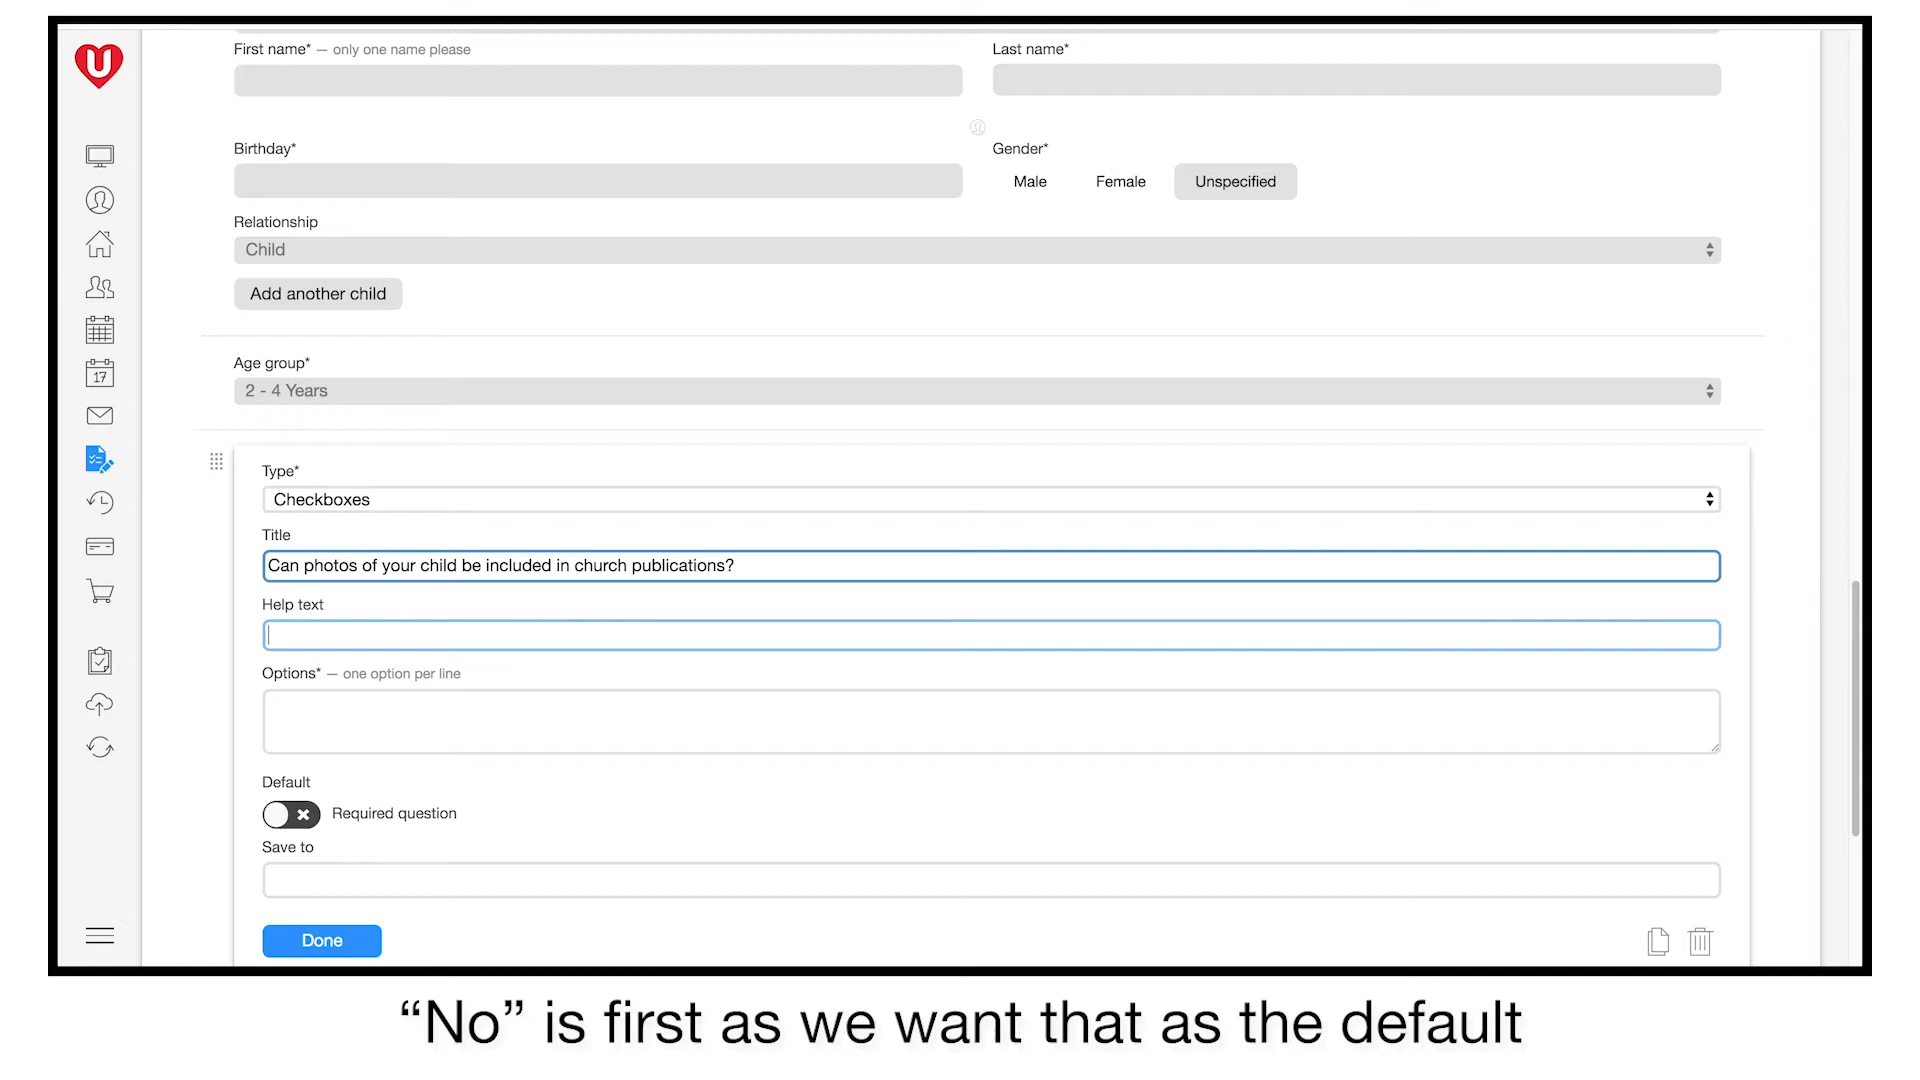 U
First name* — only one name please
Last name*
Birthday*
Gender*
Male Female Unspecified
Relationship
Child
Add another child
Age group*
2 - 4 Years
17
Type*
Checkboxes
Title
Can photos of your child be included in church publications?
Help text
Options* — one option per line
Default
Required question
Save to
Done
“No” is first as we want that as the default